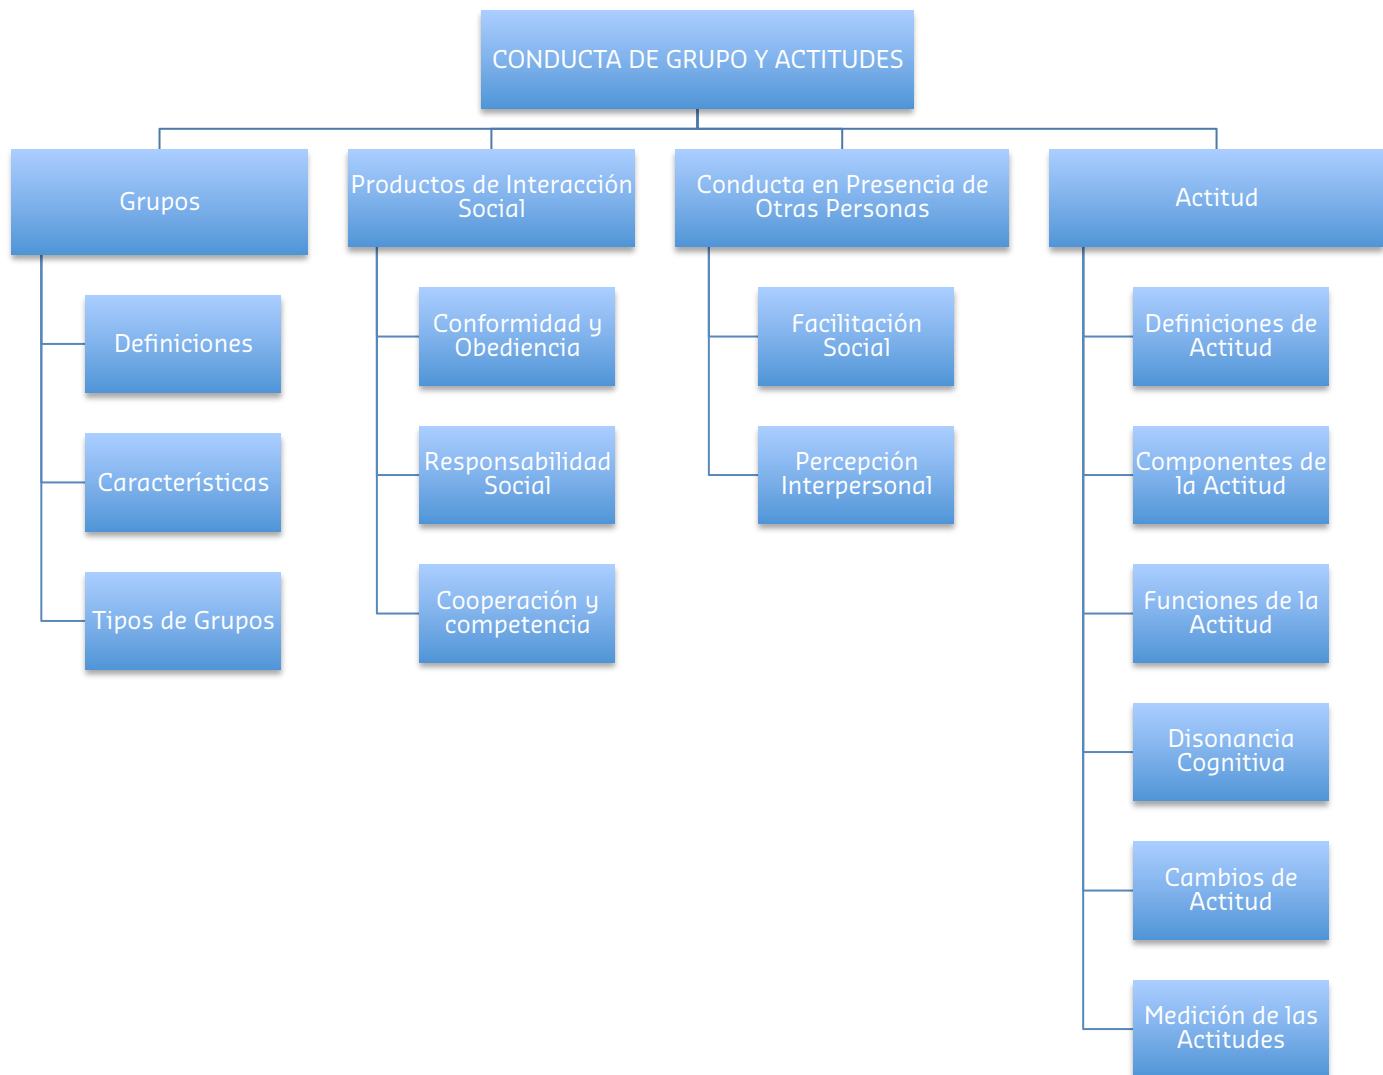 CONDUCTA DE GRUPO Y ACTITUDES
Grupos
Definiciones
Características
Tipos de Grupos
Productos de Interacción
Social
Conformidad y
Obediencia
Responsabilidad
Social
Cooperación y
competencia
Conducta en Presencia de
Otras Personas
Facilitación
Social
Percepción
Interpersonal
Actitud
Definiciones de
Actitud
Componentes de
la Actitud
Funciones de la
Actitud
Disonancia
Cognitiva
Cambios de
Actitud
Medición de las
Actitudes